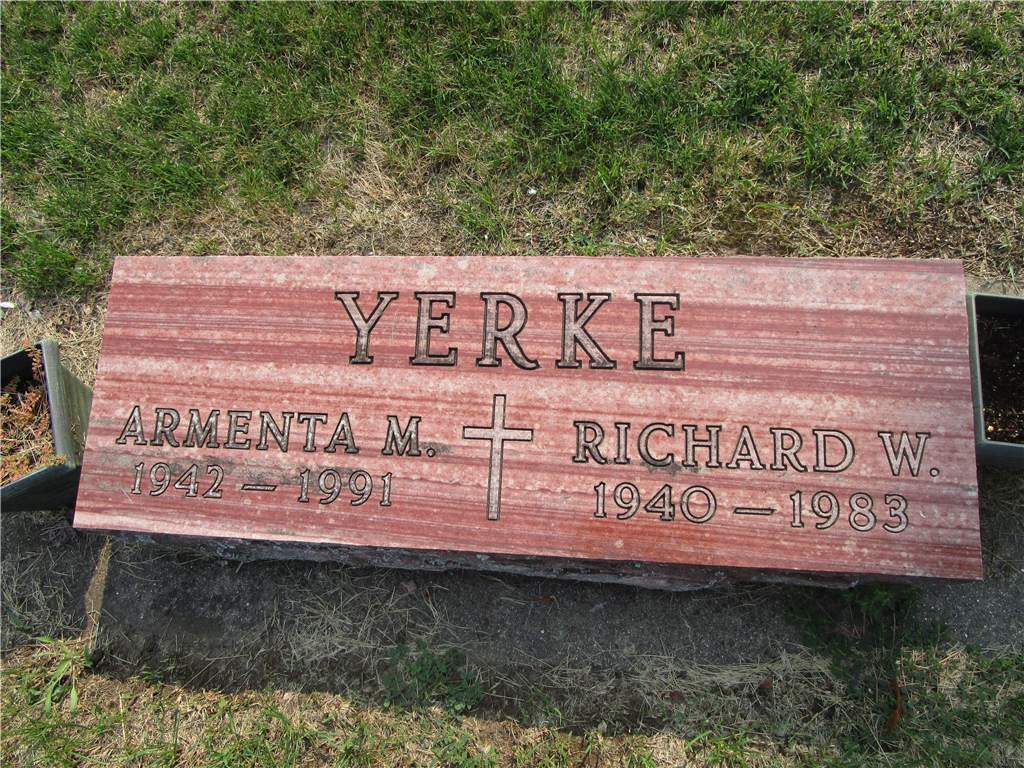 YERKE
ARMENTA M. RICHARD W.
1942 — 1991 1940 — 1983